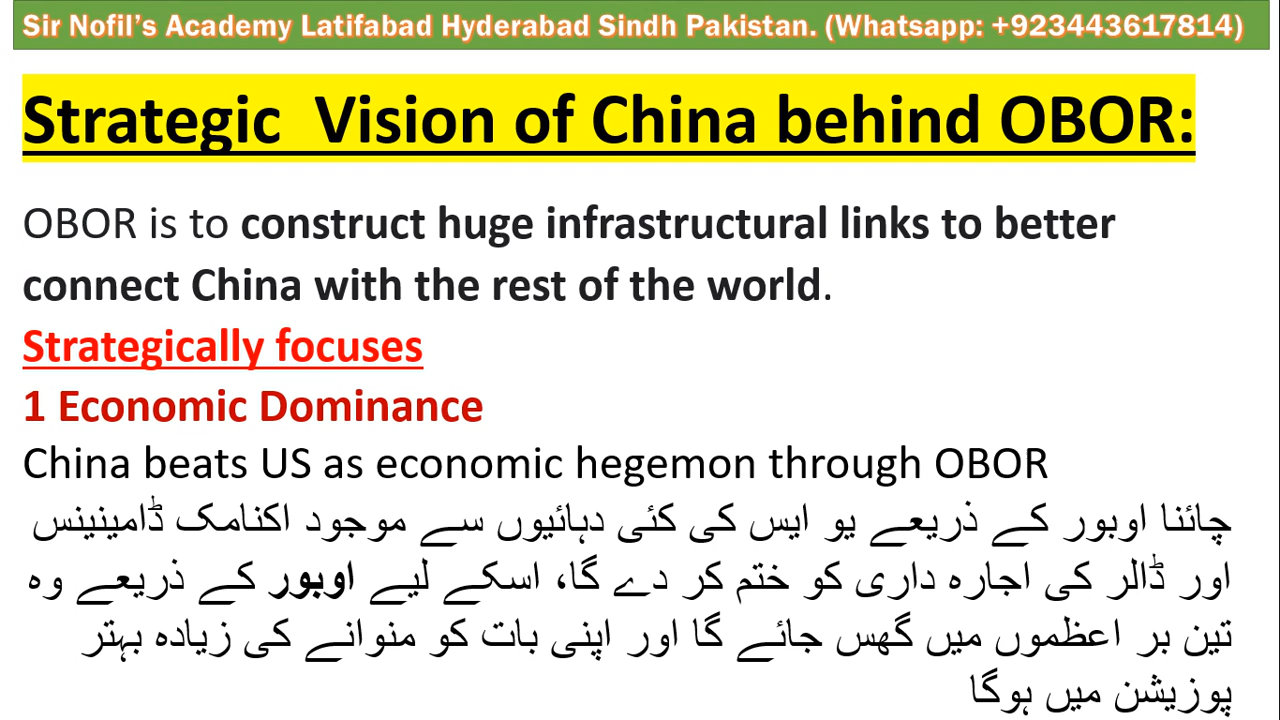 Sir Nofil's Academy Latifabad Hyderabad Sindh Pakistan. (Whatsapp: +923443617814)
Strategic Vision of China behind OBOR:
OBOR is to construct huge infrastructural links to better
connect China with the rest of the world.
Strategically focuses
1 Economic Dominance
China beats US as economic hegemon through OBOR
چائنا اوبور کے ذریعے یو ایس کی کئی دہائیوں سے موجود اکنامک ڈامینینس
اور ڈالر کی اجارہ داری کو ختم کر دے گا، اسکے لیے اوبور کے ذریعے وہ
تین بر اعظموں میں گھس جائے گا اور اپنی بات کو منوانے کی زیادہ بہتر
پوزیشن میں ہوگا